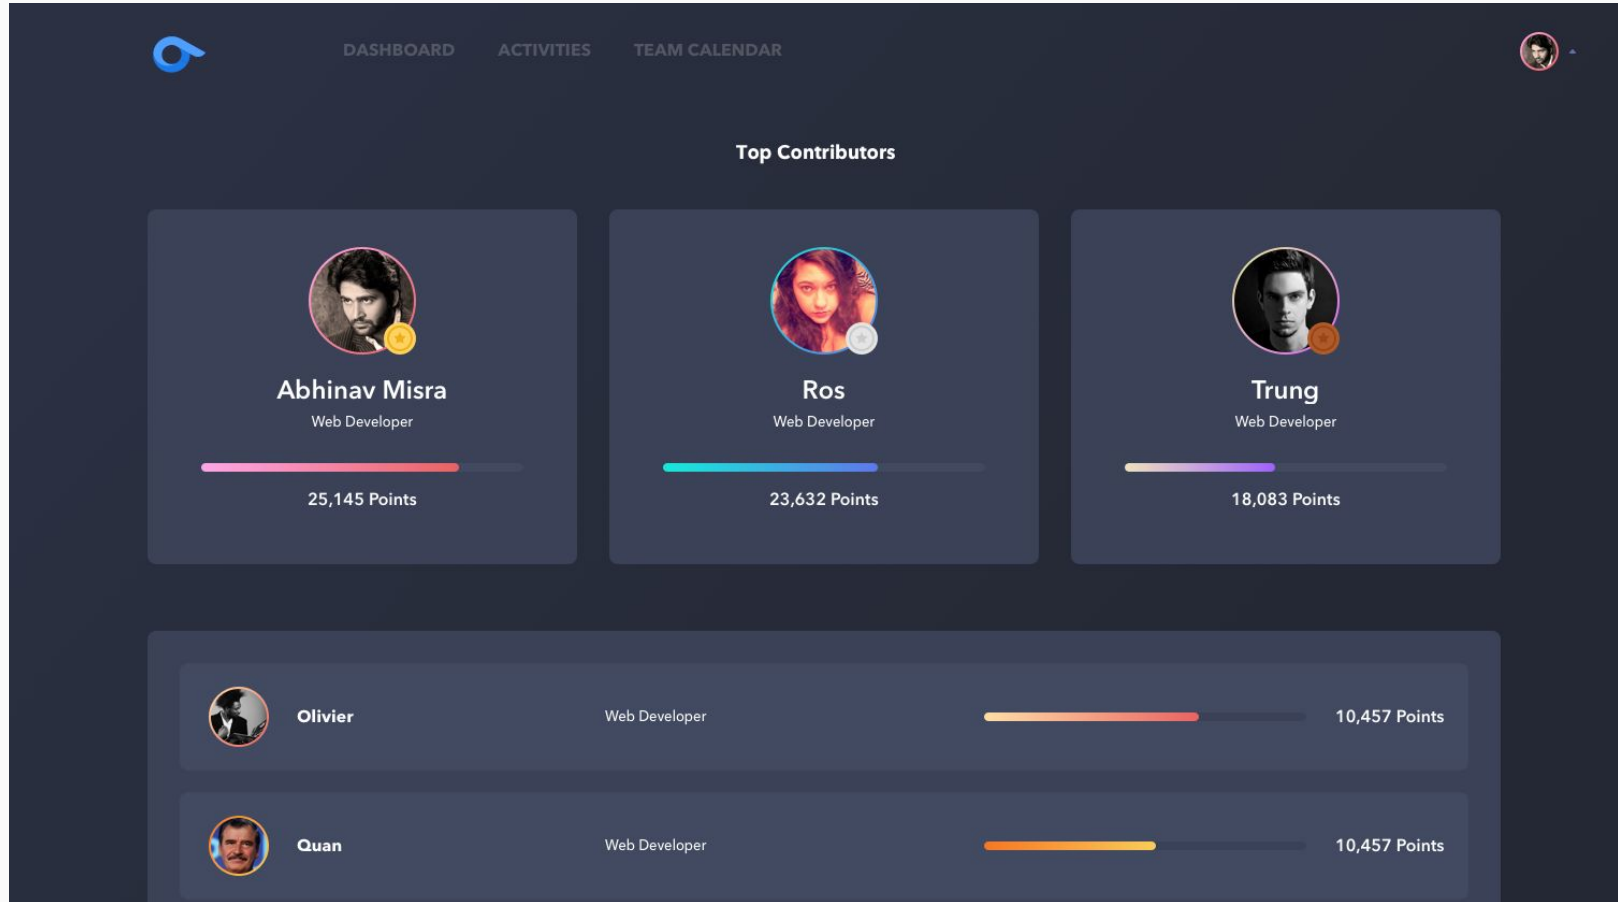 DASHBOARD ACTIVITIES TEAM CALENDAR
Top Contributors
Abhinav Misra
Web Developer
25,145 Points
Ros
Web Developer
23,632 Points
Trung
Web Developer
18,083 Points
Olivier Web Developer 10,457 Points
Quan Web Developer 10,457 Points